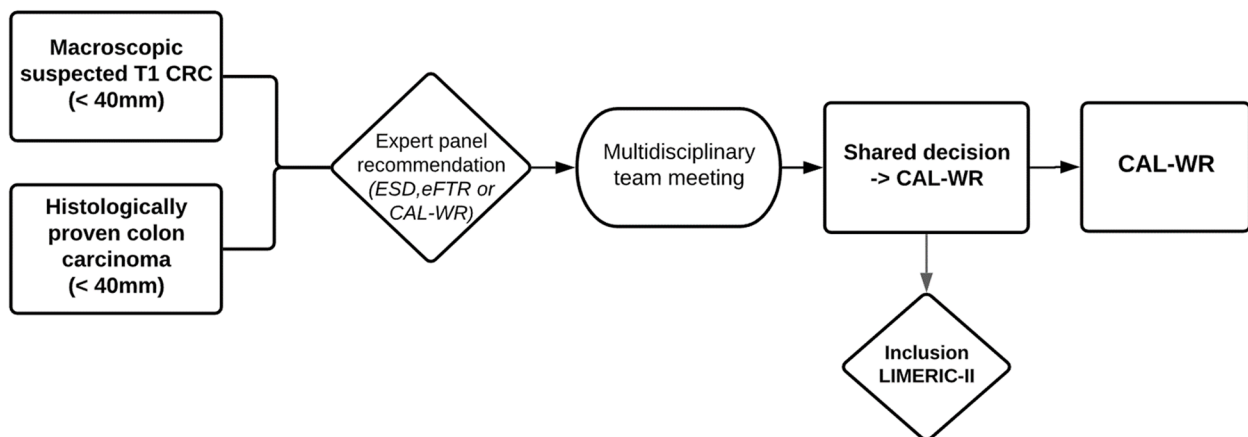 Macroscopic
suspected T1 CRC
(< 40mm)
Histologically
proven colon
carcinoma
(< 40mm)
Expert panel
recommendation
(ESD,eFTR or
CAL-WR)
Multidisciplinary
team meeting
Shared decision
-> CAL-WR
CAL-WR
Inclusion
LIMERIC-II